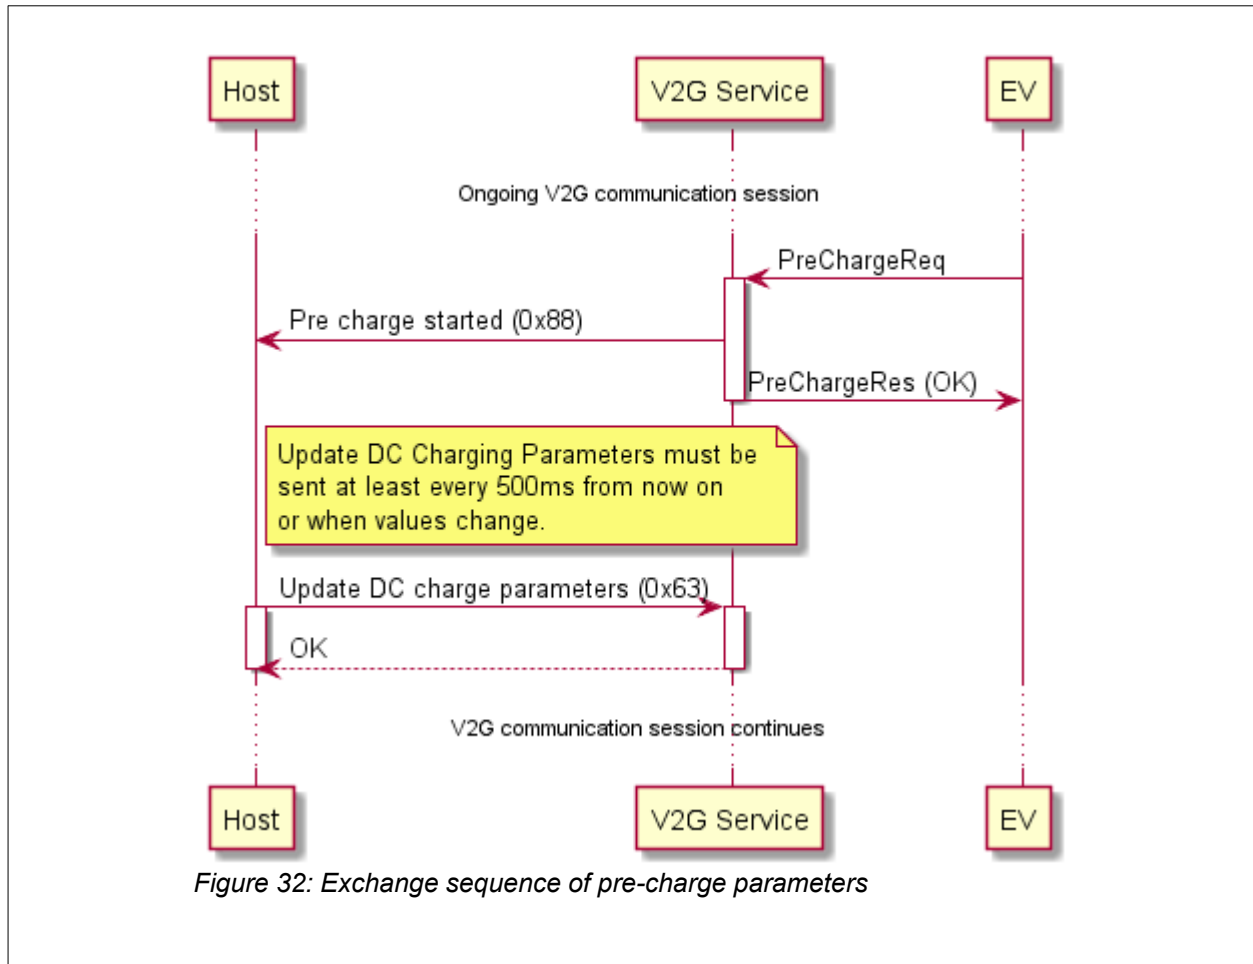 Host
V2G Service
EV
Ongoing V2G communication session
PreChargeReq
Pre charge started (0x88)
PreChargeRes (OK)
Update DC Charging Parameters must be
sent at least every 500ms from now on
or when values change.
Update DC charge parameters (0x63)
OK
V2G communication session continues
Host
V2G Service
EV
Figure 32: Exchange sequence of pre-charge parameters